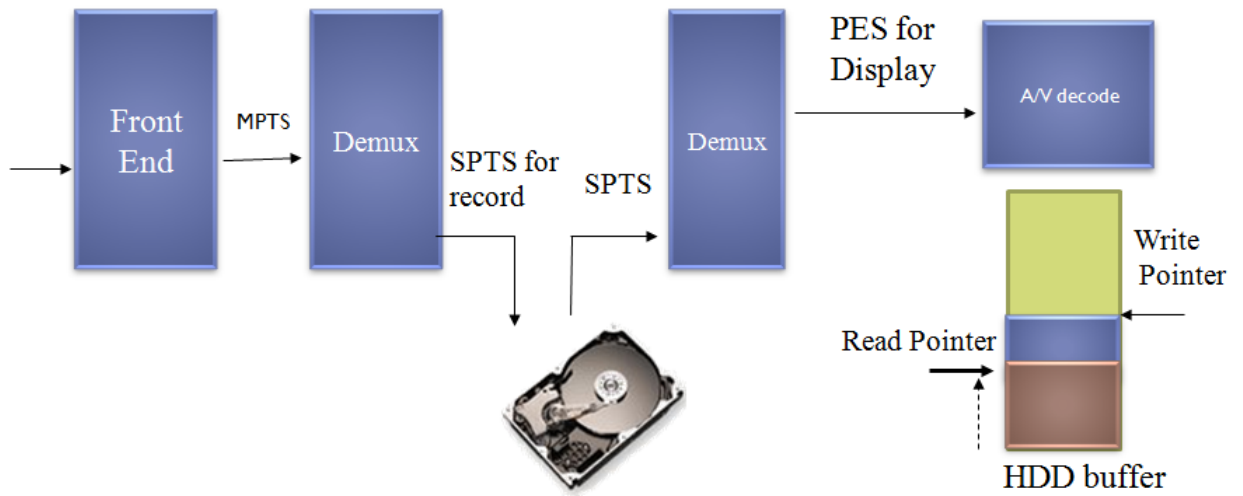 Front
End
MPTS
Demux
SPTS for
record
SPTS
Demux
PES for
Display
A/V decode
Write
Pointer
Read Pointer
HDD buffer